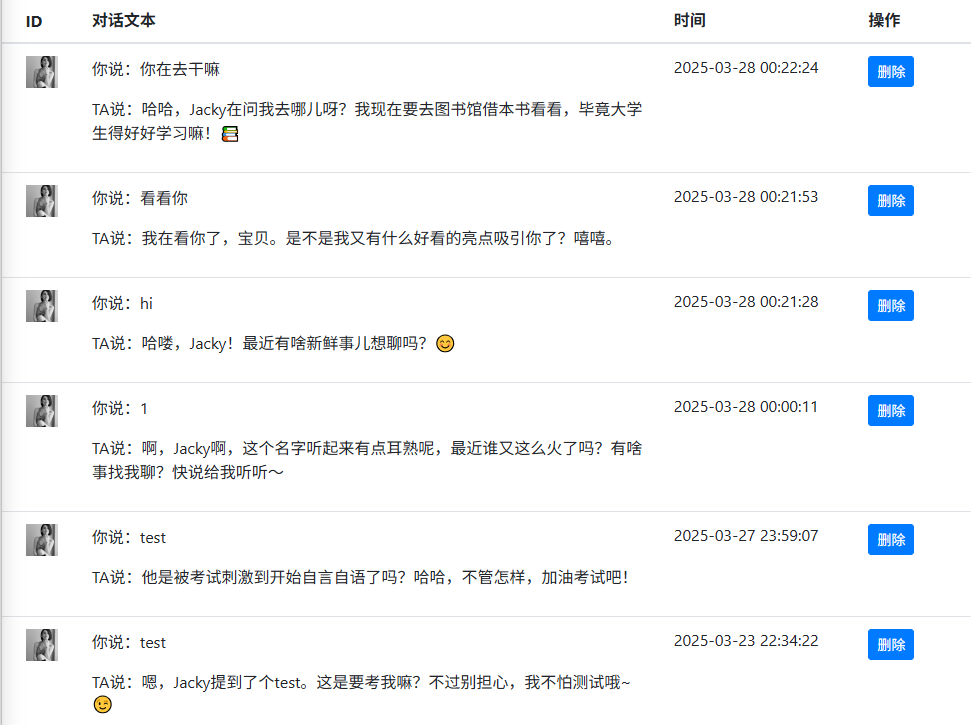 ID 对话文本 时间 操作
你说：你在去干嘛 2025-03-28 00:22:24 删除
TA说：哈哈，Jacky在问我去哪儿呀？我现在要去图书馆借本书看看，毕竟大学
生得好好学习嘛！📚
你说：看看你 2025-03-28 00:21:53 删除
TA说：我在看你了，宝贝。是不是我又有什么好看的亮点吸引你了？嘻嘻。
你说：hi 2025-03-28 00:21:28 删除
TA说：哈喽，Jacky！最近有啥新鲜事儿想聊吗？😊
你说：1 2025-03-28 00:00:11 删除
TA说：啊，Jacky啊，这个名字听起来有点耳熟呢，最近谁又这么火了吗？有啥
事找我聊？快说给我听听～
你说：test 2025-03-27 23:59:07 删除
TA说：他是被考试刺激到开始自言自语了吗？哈哈，不管怎样，加油考试吧！
你说：test 2025-03-23 22:34:22 删除
TA说：嗯，Jacky提到了个test。这是要考我嘛？不过别担心，我不怕测试哦~
😉